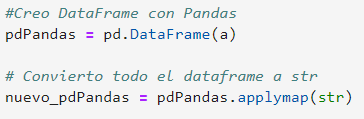 #Creo DataFrame con Pandas
pdPandas = pd.DataFrame(a)
# Convierto todo el dataframe a str
nuevo_pdPandas = pdPandas.applymap(str)